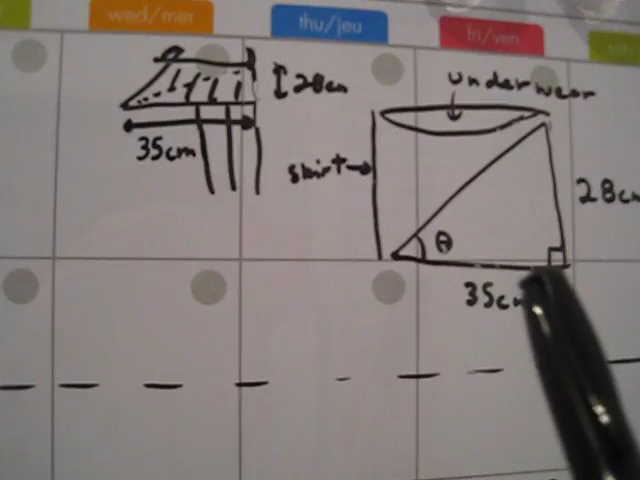 wed/mer
thu/jeu
fri/ven
28cm
35cm
underwear
skirt
θ
28cm
35cm